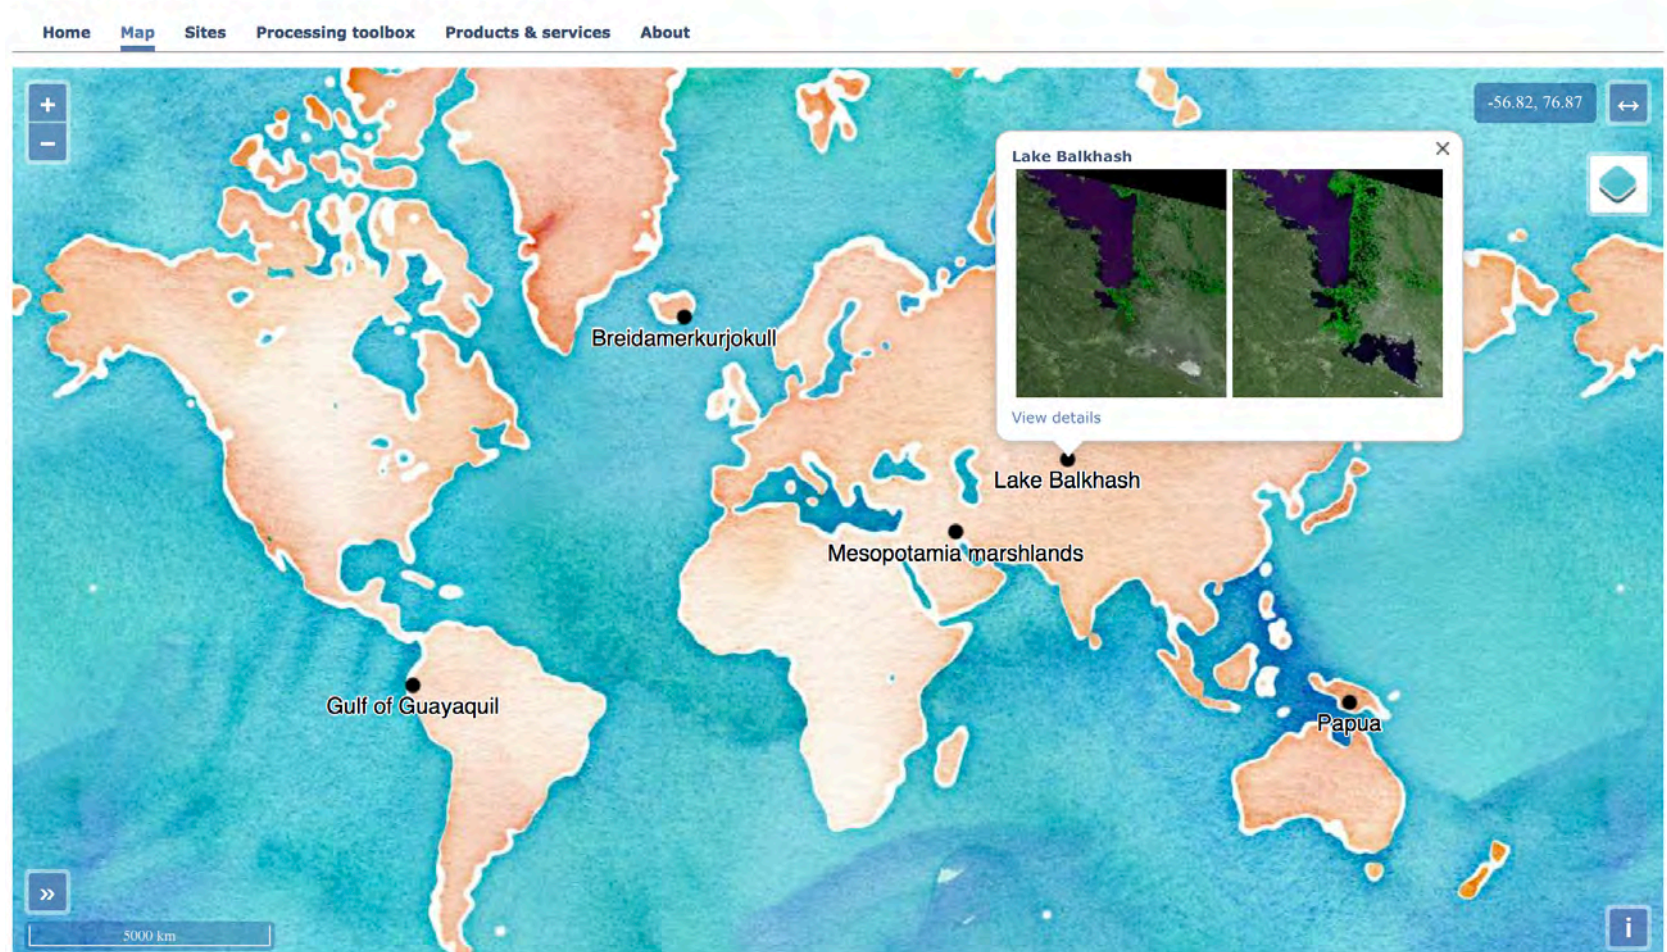 Home Map Sites Processing toolbox Products & services About
+
−
-56.82, 76.87
↔
Lake Balkhash
×
View details
Breidamerkurjokull
Lake Balkhash
Mesopotamia marshlands
Gulf of Guayaquil
Papua
»
5000 km
i